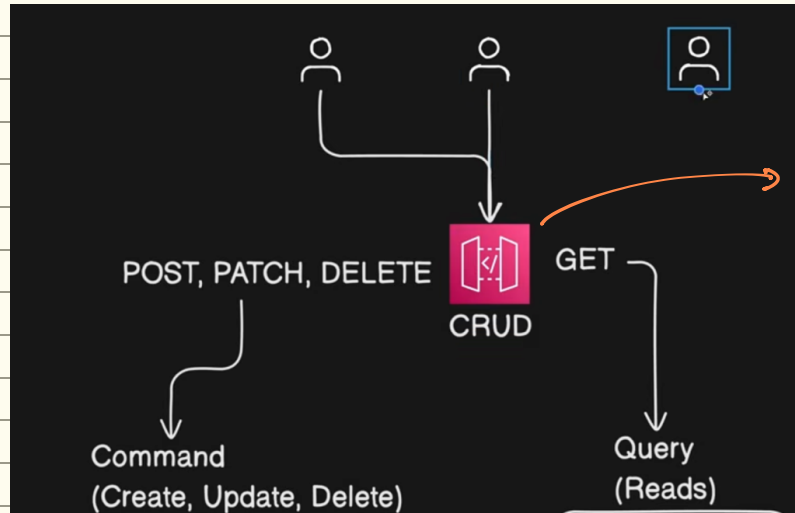 POST, PATCH, DELETE
</>
GET
CRUD
Command
(Create, Update, Delete)
Query
(Reads)